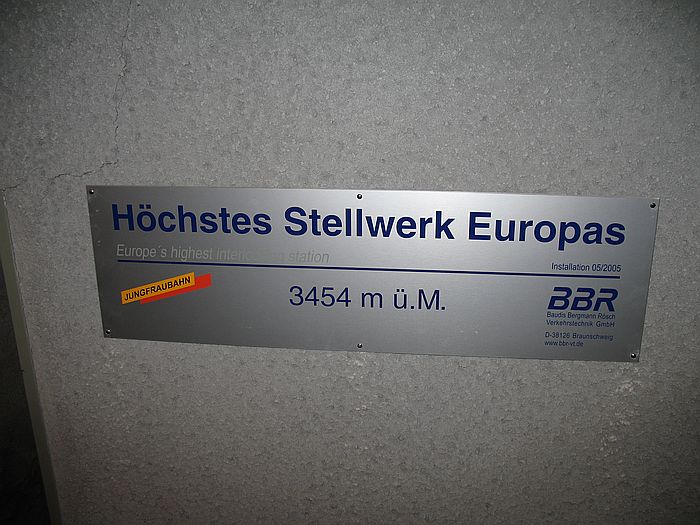 Höchstes Stellwerk Europas
Europe´s highest interlocking station
Installation 05/2005
JUNGFRAUBAHN
3454 m ü.M.
BBR
Baudis Bergmann Rösch
Verkehrstechnik GmbH
D-38126 Braunschweig
www.bbr-vt.de